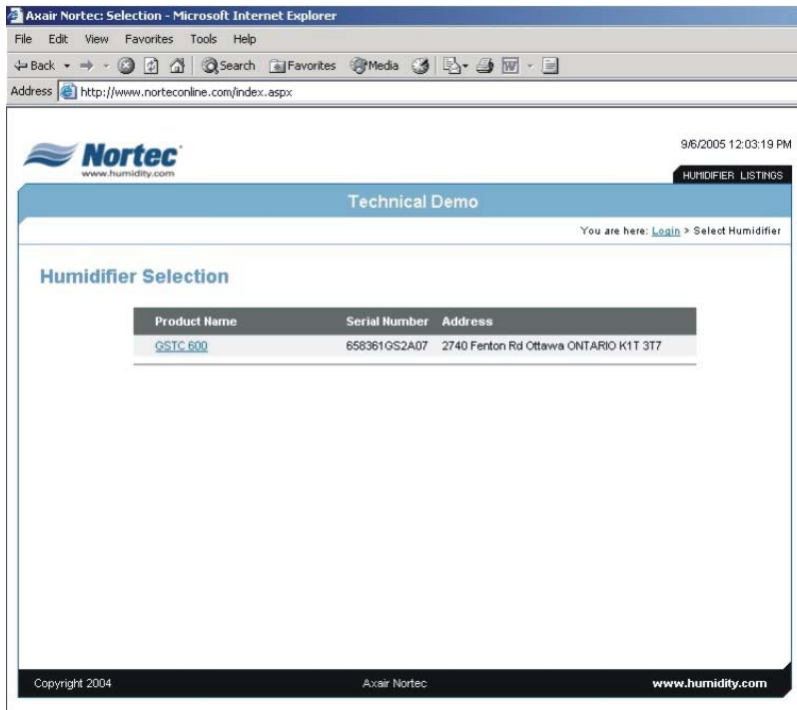 Axair Nortec: Selection - Microsoft Internet Explorer
File Edit View Favorites Tools Help
Back Search Favorites Media
Address http://www.norteconline.com/index.aspx
9/6/2005 12:03:19 PM
Nortec
www.humidity.com
HUMIDIFIER LISTINGS
Technical Demo
You are here: Login > Select Humidifier
Humidifier Selection
Product Name Serial Number Address
GSTC 600 658361GS2A07 2740 Fenton Rd Ottawa ONTARIO K1T 3T7
Copyright 2004 Axair Nortec www.humidity.com